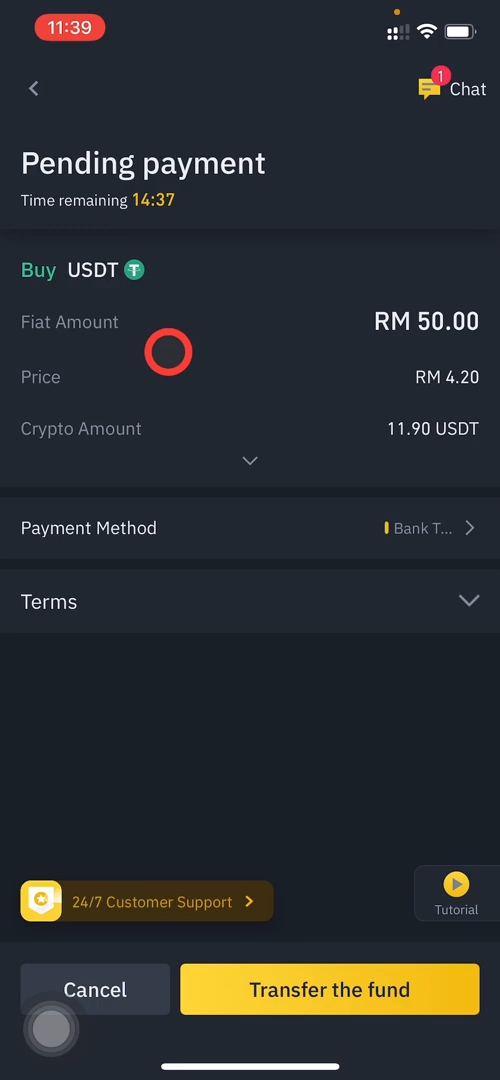 11:39
1
Chat
Pending payment
Time remaining 14:37
Buy USDT
Fiat Amount RM 50.00
Price RM 4.20
Crypto Amount 11.90 USDT
Payment Method Bank T...
Terms
24/7 Customer Support
Tutorial
Cancel Transfer the fund